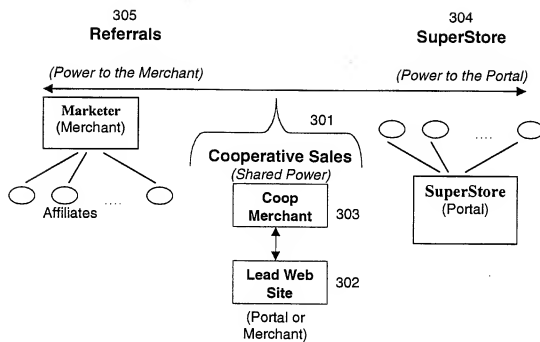 305
Referrals
304
SuperStore
(Power to the Merchant)
(Power to the Portal)
Marketer
(Merchant)
Affiliates
....
301
Cooperative Sales
(Shared Power)
Coop
Merchant
303
Lead Web
Site
302
(Portal or
Merchant)
....
SuperStore
(Portal)